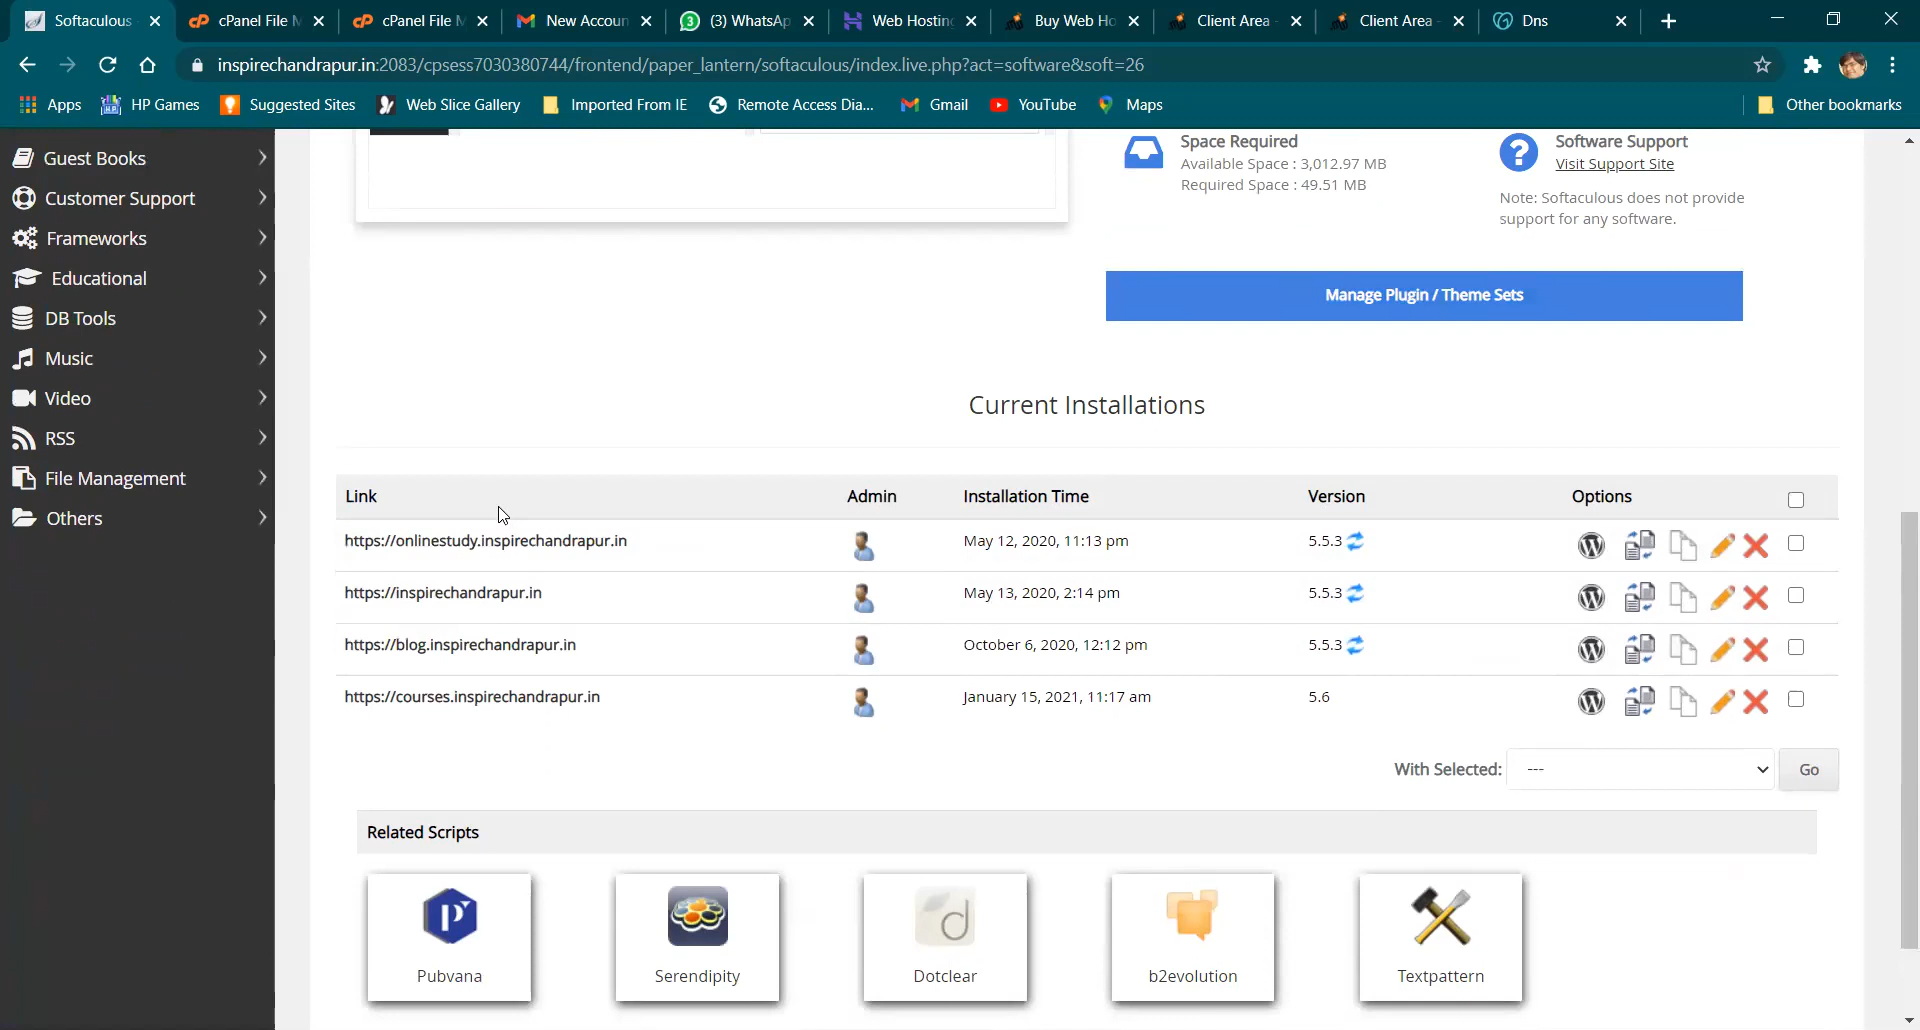 Softaculous
cPanel File M
cPanel File M
New Accoun
(3) WhatsAp
Web Hosting
Buy Web Ho
Client Area -
Client Area -
Dns
inspirechandrapur.in:2083/cpsess7030380744/frontend/paper_lantern/softaculous/index.live.php?act=software&soft=26
Apps
HP Games
Suggested Sites
Web Slice Gallery
Imported From IE
Remote Access Dia...
Gmail
YouTube
Maps
Other bookmarks
Guest Books
Customer Support
Frameworks
Educational
DB Tools
Music
Video
RSS
File Management
Others
Space Required
Available Space : 3,012.97 MB
Required Space : 49.51 MB
Software Support
Visit Support Site
Note: Softaculous does not provide
support for any software.
Manage Plugin / Theme Sets
Current Installations
Link Admin Installation Time Version Options
https://onlinestudy.inspirechandrapur.in May 12, 2020, 11:13 pm 5.5.3
https://inspirechandrapur.in May 13, 2020, 2:14 pm 5.5.3
https://blog.inspirechandrapur.in October 6, 2020, 12:12 pm 5.5.3
https://courses.inspirechandrapur.in January 15, 2021, 11:17 am 5.6
With Selected: --- Go
Related Scripts
Pubvana
Serendipity
Dotclear
b2evolution
Textpattern